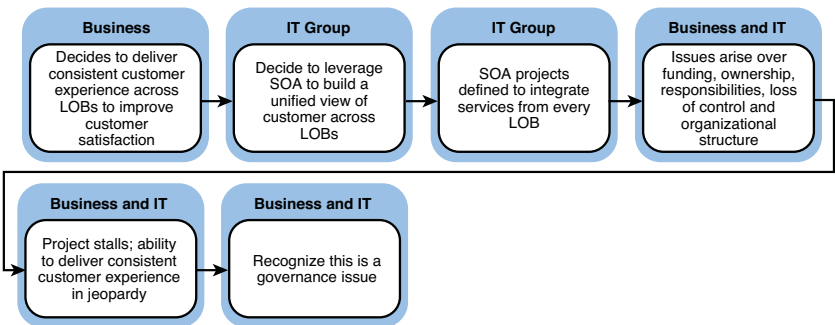 Business
Decides to deliver
consistent customer
experience across
LOBs to improve
customer
satisfaction
IT Group
Decide to leverage
SOA to build a
unified view of
customer across
LOBs
IT Group
SOA projects
defined to integrate
services from every
LOB
Business and IT
Issues arise over
funding, ownership,
responsibilities, loss
of control and
organizational
structure
Business and IT
Project stalls; ability
to deliver consistent
customer experience
in jeopardy
Business and IT
Recognize this is a
governance issue